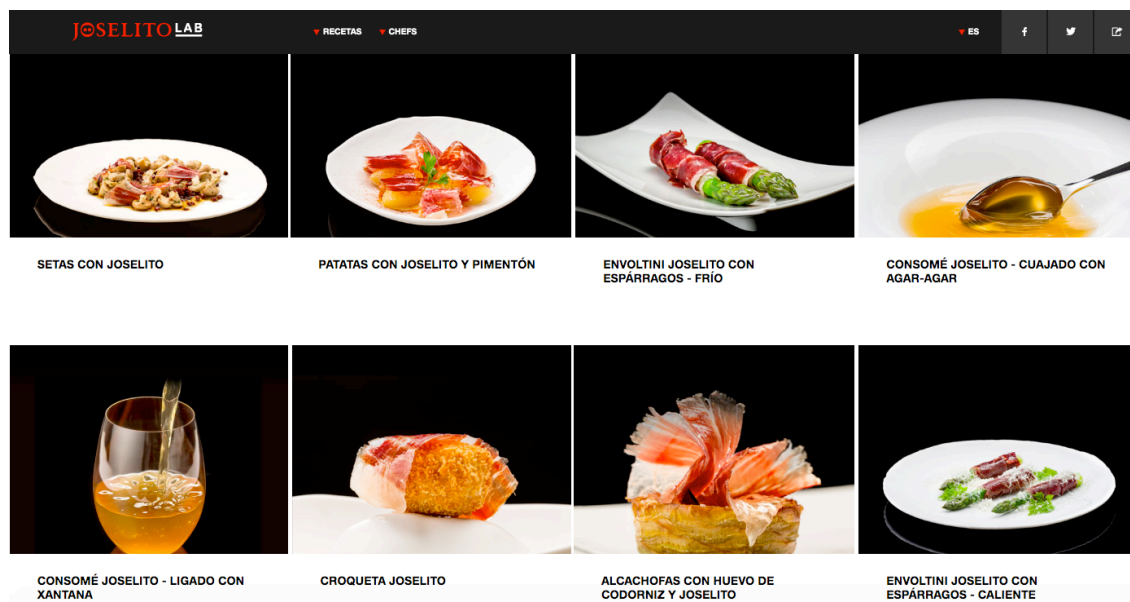 JOSELITO LAB
RECETAS
CHEFS
ES
SETAS CON JOSELITO
PATATAS CON JOSELITO Y PIMENTÓN
ENVOLTINI JOSELITO CON
ESPÁRRAGOS - FRÍO
CONSOMÉ JOSELITO - CUAJADO CON
AGAR-AGAR
CONSOMÉ JOSELITO - LIGADO CON
XANTANA
CROQUETA JOSELITO
ALCACHOFAS CON HUEVO DE
CODORNIZ Y JOSELITO
ENVOLTINI JOSELITO CON
ESPÁRRAGOS - CALIENTE